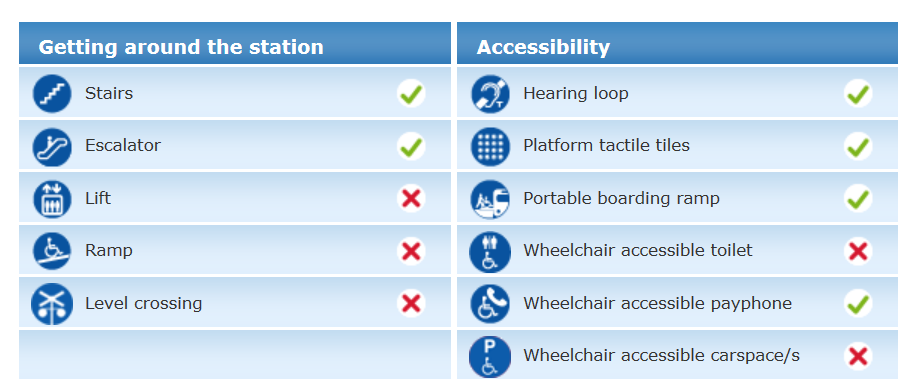 Getting around the station
Stairs
Escalator
Lift
Ramp
Level crossing
Accessibility
Hearing loop
T
Platform tactile tiles
Portable boarding ramp
Wheelchair accessible toilet
Wheelchair accessible payphone
P
Wheelchair accessible carspace/s